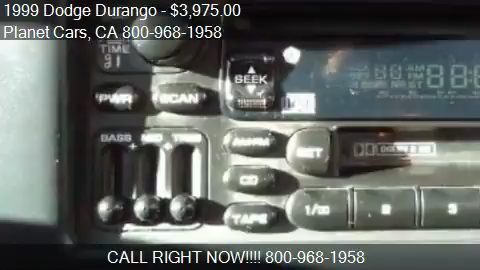 1999 Dodge Durango - $3,975.00
Planet Cars, CA 800-968-1958
TIME
SEEK
PWR
SCAN
BASS MID TREB
AM/FM
SET
CD
TAPE
1/∞
2
3
CALL RIGHT NOW!!!! 800-968-1958